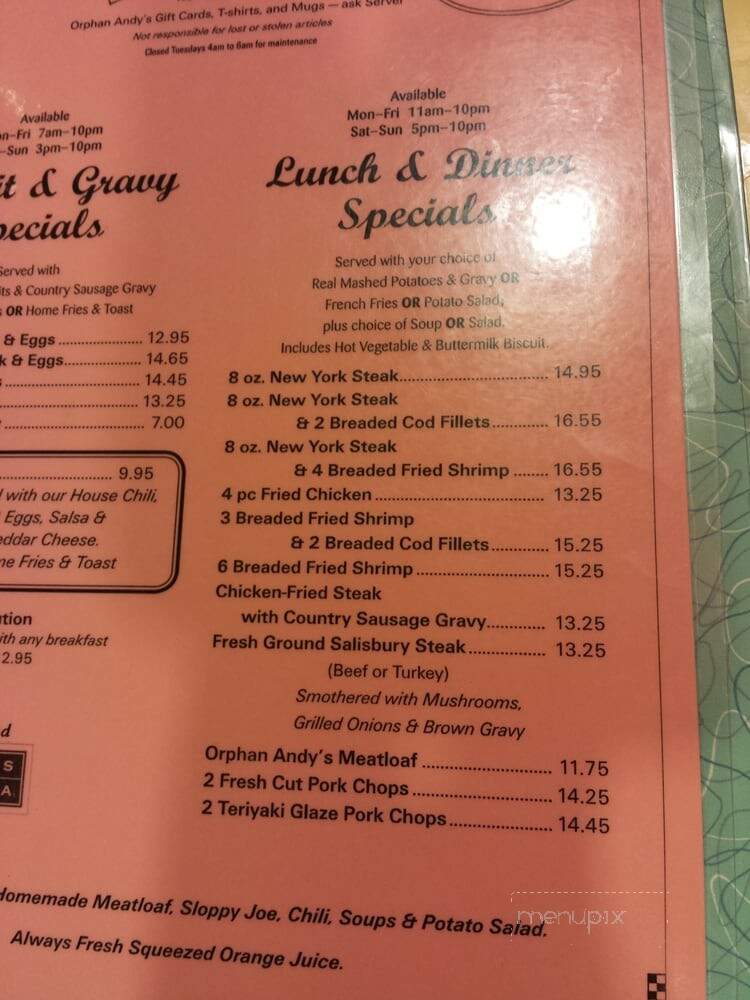 Orphan Andy's Gift Cards, T-shirts, and Mugs — ask Server
Not responsible for lost or stolen articles
Closed Tuesdays 4am to 6am for maintenance
Available
n–Fri 7am–10pm
–Sun 3pm–10pm
it & Gravy
pecials
Served with
its & Country Sausage Gravy
s OR Home Fries & Toast
& Eggs ..................... 12.95
k & Eggs.................... 14.65
14.45
13.25
7.00
9.95
with our House Chili,
Eggs, Salsa &
eddar Cheese.
me Fries & Toast
ution
ith any breakfast
2.95
d
S
A
Available
Mon–Fri 11am–10pm
Sat–Sun 5pm–10pm
Lunch & Dinner
Specials
Served with your choice of
Real Mashed Potatoes & Gravy OR
French Fries OR Potato Salad,
plus choice of Soup OR Salad.
Includes Hot Vegetable & Buttermilk Biscuit.
8 oz. New York Steak.................................. 14.95
8 oz. New York Steak
& 2 Breaded Cod Fillets............. 16.55
8 oz. New York Steak
& 4 Breaded Fried Shrimp ........ 16.55
4 pc Fried Chicken ....................................... 13.25
3 Breaded Fried Shrimp
& 2 Breaded Cod Fillets............. 15.25
6 Breaded Fried Shrimp .............................. 15.25
Chicken-Fried Steak
with Country Sausage Gravy............. 13.25
Fresh Ground Salisbury Steak.................. 13.25
(Beef or Turkey)
Smothered with Mushrooms,
Grilled Onions & Brown Gravy
Orphan Andy's Meatloaf ............................ 11.75
2 Fresh Cut Pork Chops .............................. 14.25
2 Teriyaki Glaze Pork Chops...................... 14.45
Homemade Meatloaf, Sloppy Joe, Chili, Soups & Potato Salad.
Always Fresh Squeezed Orange Juice.
menupix